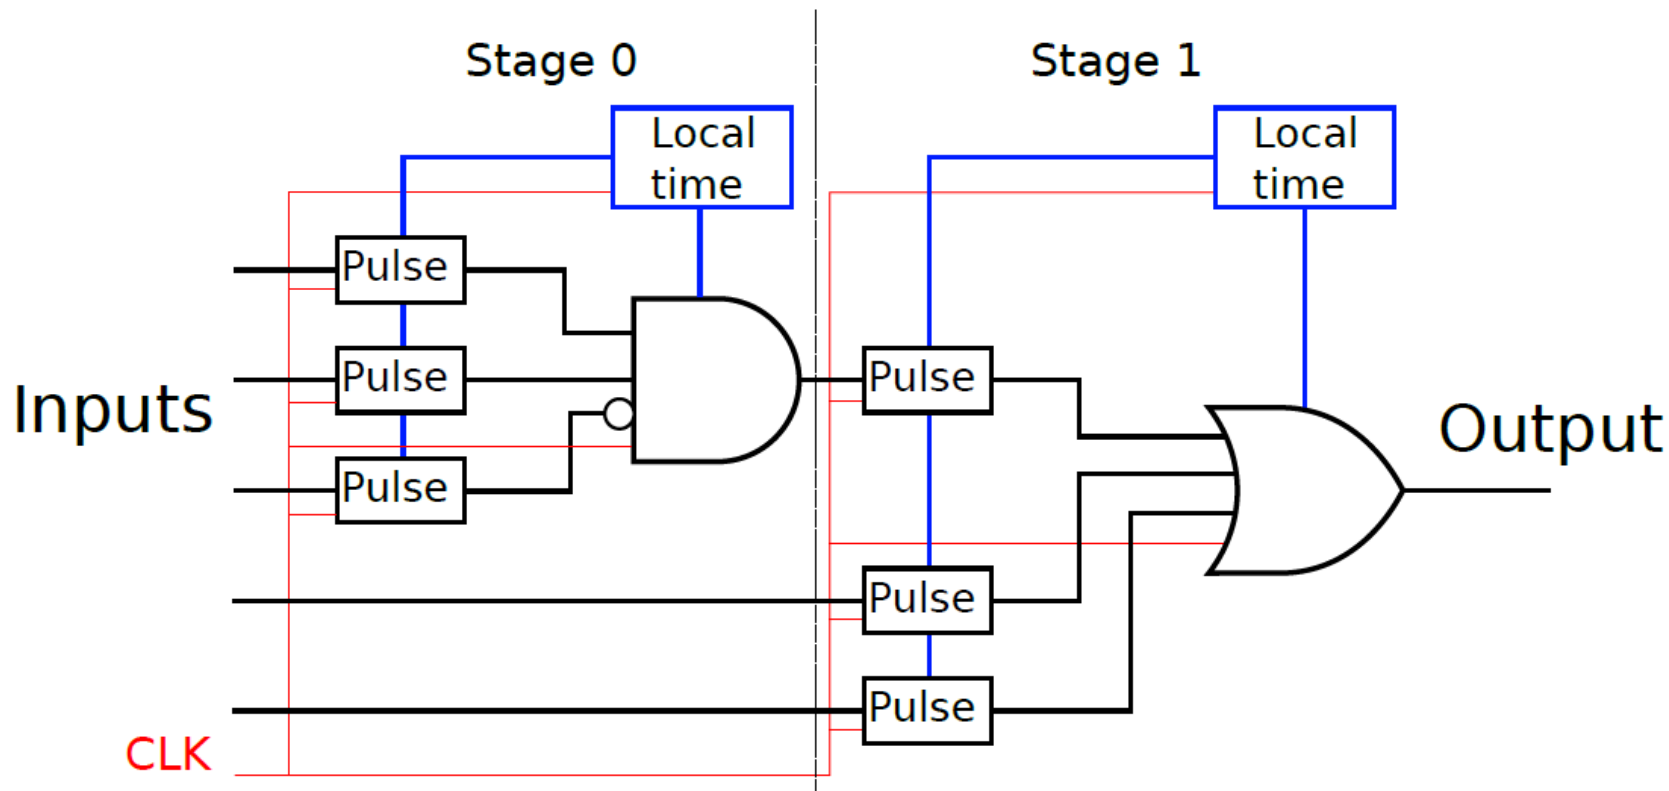 Stage 0
Stage 1
Local
time
Local
time
Pulse
Pulse
Pulse
Inputs
Pulse
Pulse
Pulse
Output
CLK